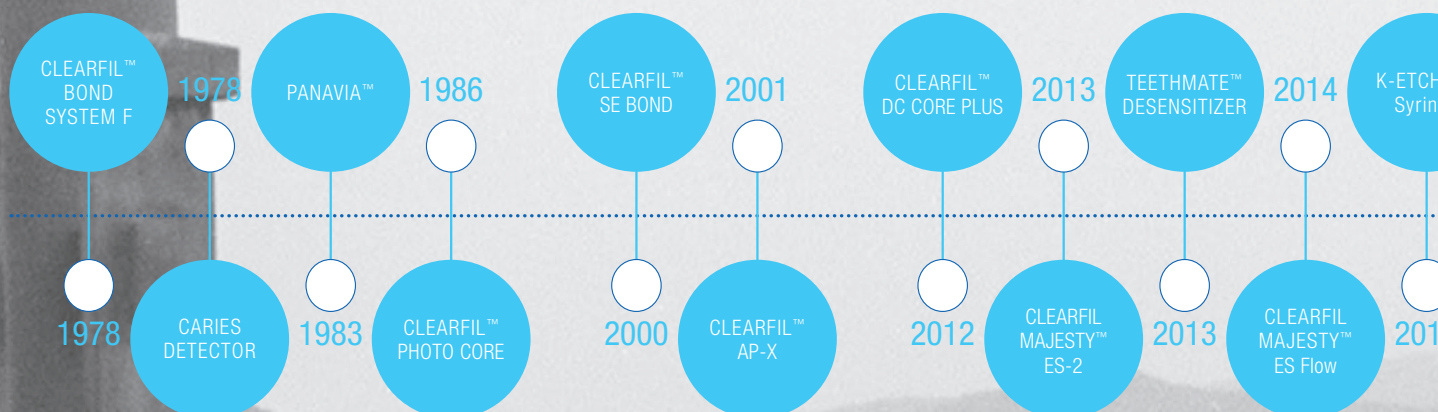 CLEARFIL™
BOND
SYSTEM F
1978
1978
CARIES
DETECTOR
PANAVIA™
1983
1986
CLEARFIL™
PHOTO CORE
CLEARFIL™
SE BOND
2000
2001
CLEARFIL™
AP-X
CLEARFIL™
DC CORE PLUS
2012
2013
CLEARFIL
MAJESTY™
ES-2
TEETHMATE™
DESENSITIZER
2013
2014
CLEARFIL
MAJESTY™
ES Flow
K-ETCH